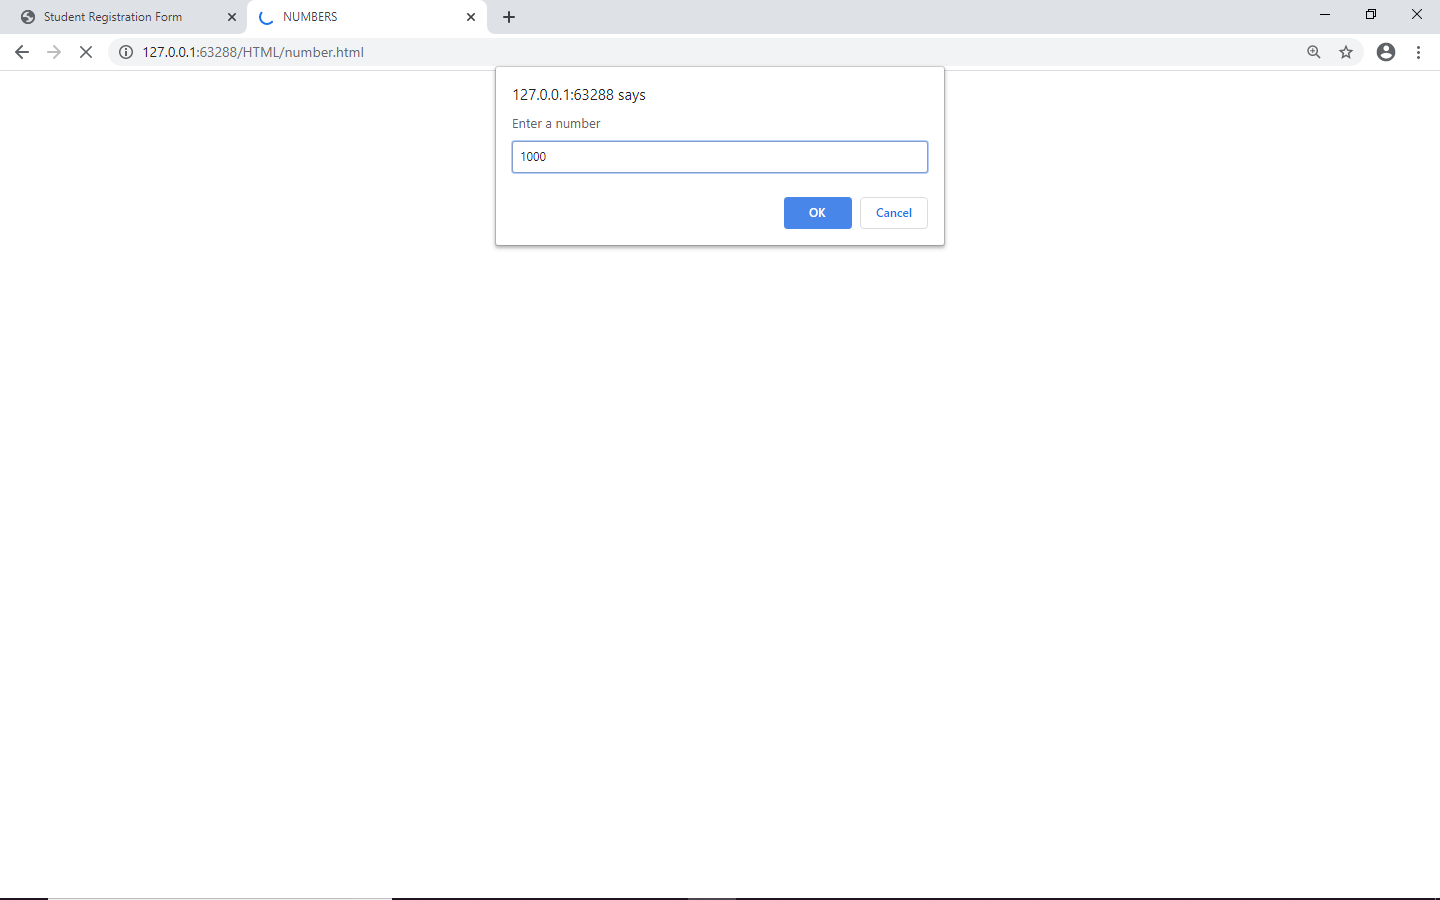 Student Registration Form
NUMBERS
127.0.0.1:63288/HTML/number.html
127.0.0.1:63288 says
Enter a number
1000
OK
Cancel